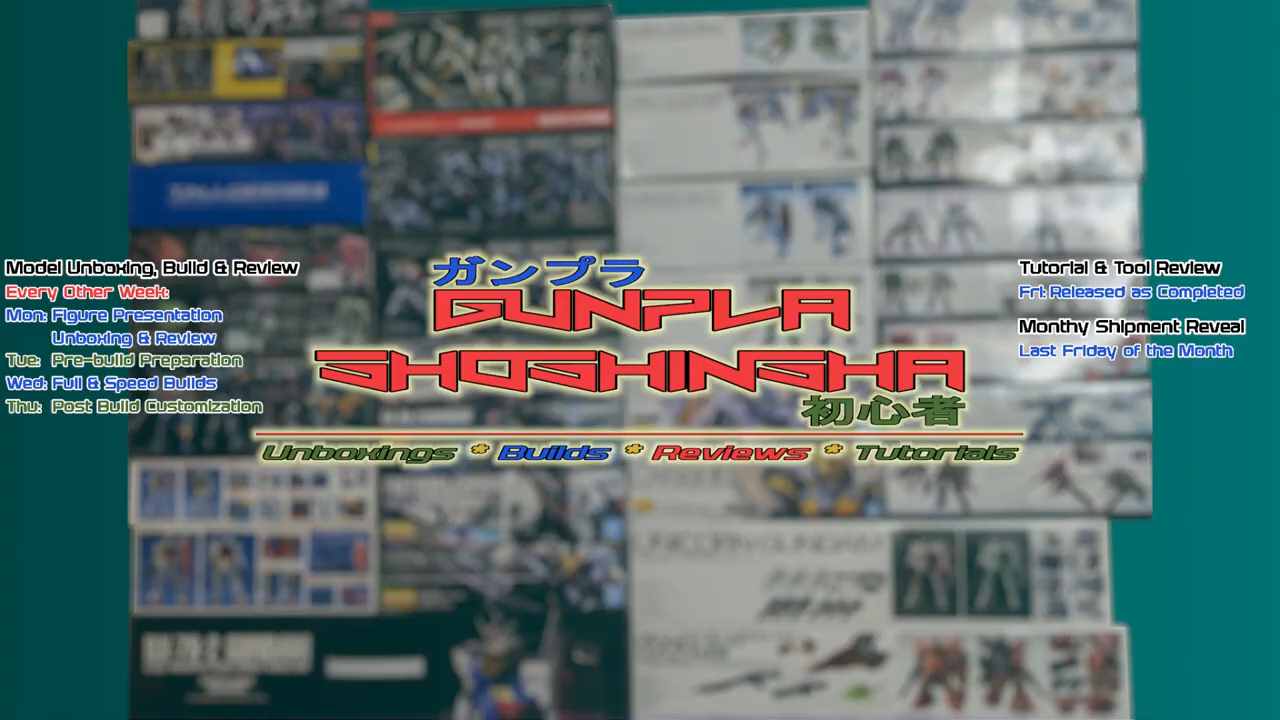 Model Unboxing, Build & Review
Every Other Week:
Mon: Figure Presentation
Unboxing & Review
Tue: Pre-build Preparation
Wed: Full & Speed Builds
Thu: Post Build Customization
ガンプラ
GUNPLA
SHOSHINSHA
初心者
Unboxings * Builds * Reviews * Tutorials
Tutorial & Tool Review
Fri: Released as Completed
Monthy Shipment Reveal
Last Friday of the Month